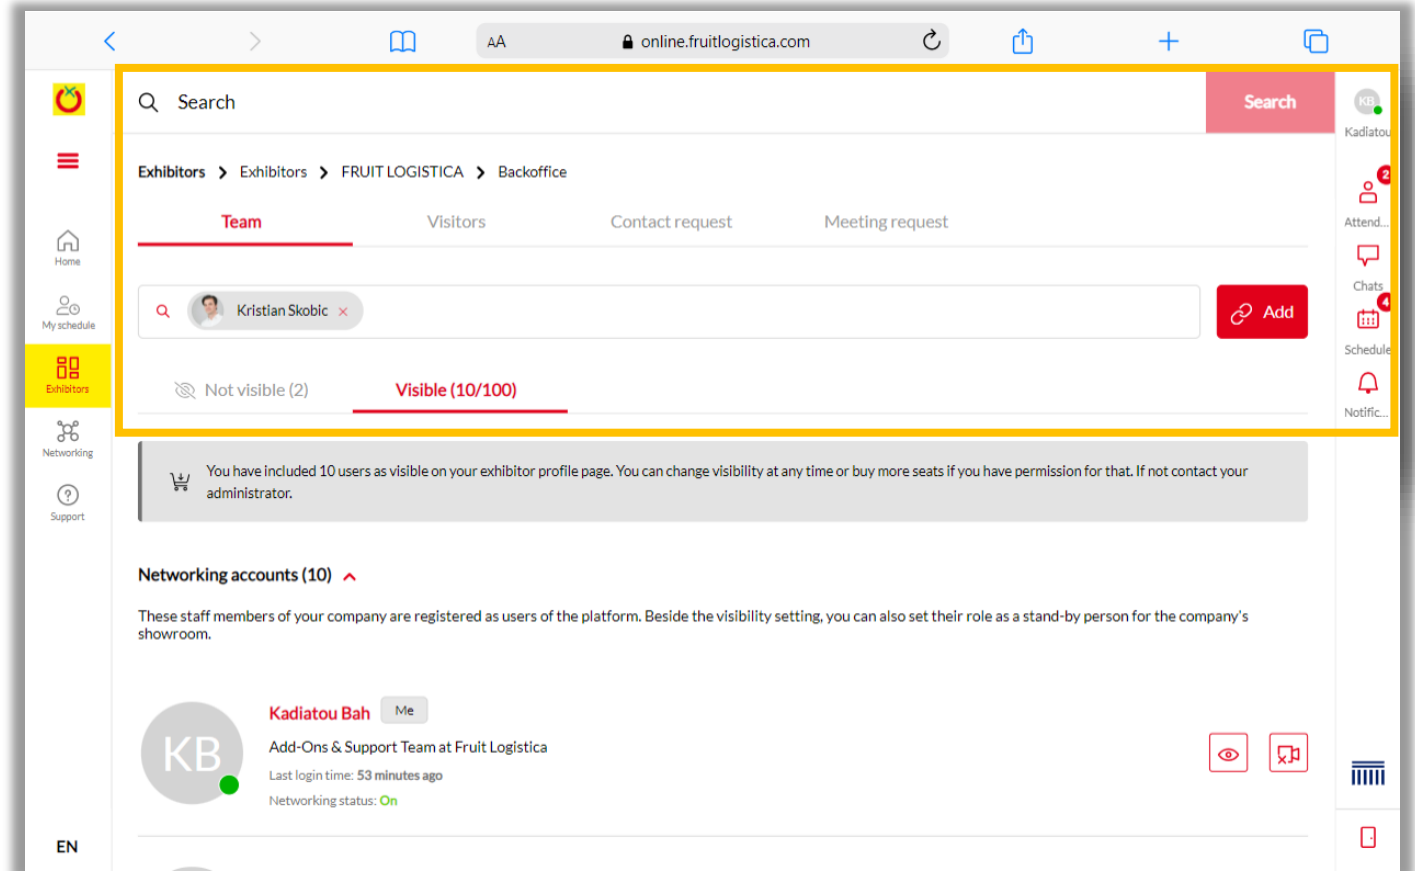 AA
online.fruitlogistica.com
Search
Search
KB
Kadiatou
Exhibitors > Exhibitors > FRUIT LOGISTICA > Backoffice
Team
Visitors
Contact request
Meeting request
2
Attend...
Home
Chats
Kristian Skobic ×
Add
4
My schedule
Schedule
Exhibitors
Not visible (2)
Visible (10/100)
Notific...
Networking
You have included 10 users as visible on your exhibitor profile page. You can change visibility at any time or buy more seats if you have permission for that. If not contact your
administrator.
Support
Networking accounts (10)
These staff members of your company are registered as users of the platform. Beside the visibility setting, you can also set their role as a stand-by person for the company's
showroom.
KB
Kadiatou Bah
Me
Add-Ons & Support Team at Fruit Logistica
Last login time: 53 minutes ago
Networking status: On
EN